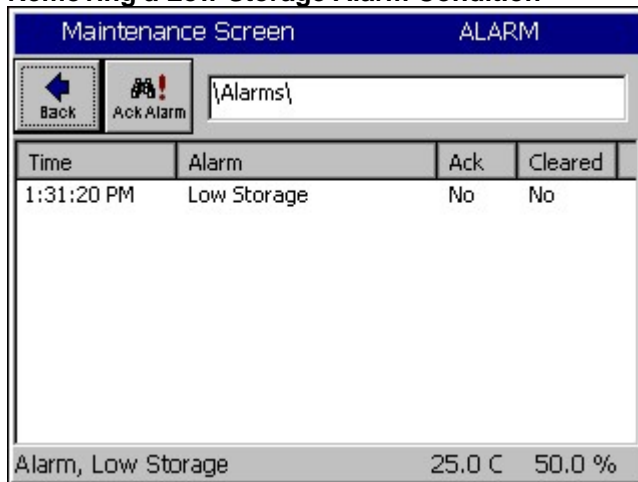 Removing a Low Storage Alarm Condition
Maintenance Screen ALARM
Back Ack Alarm \Alarms\
Time Alarm Ack Cleared
1:31:20 PM Low Storage No No
Alarm, Low Storage 25.0 C 50.0 %